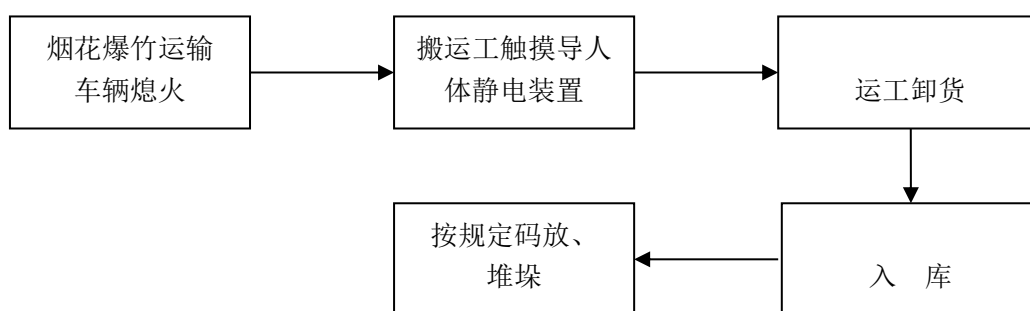 烟花爆竹运输
车辆熄火
搬运工触摸导人
体静电装置
运工卸货
入 库
按规定码放、
堆垛